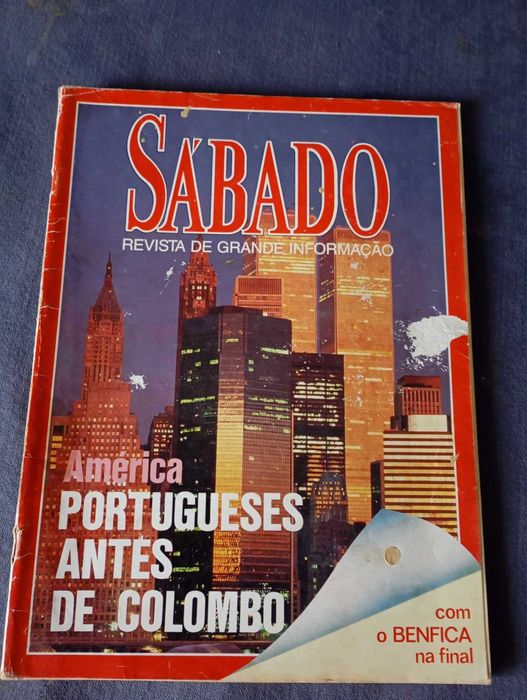 SÁBADO
REVISTA DE GRANDE INFORMAÇÃO
América
PORTUGUESES
ANTES
DE COLOMBO
com
o BENFICA
na final